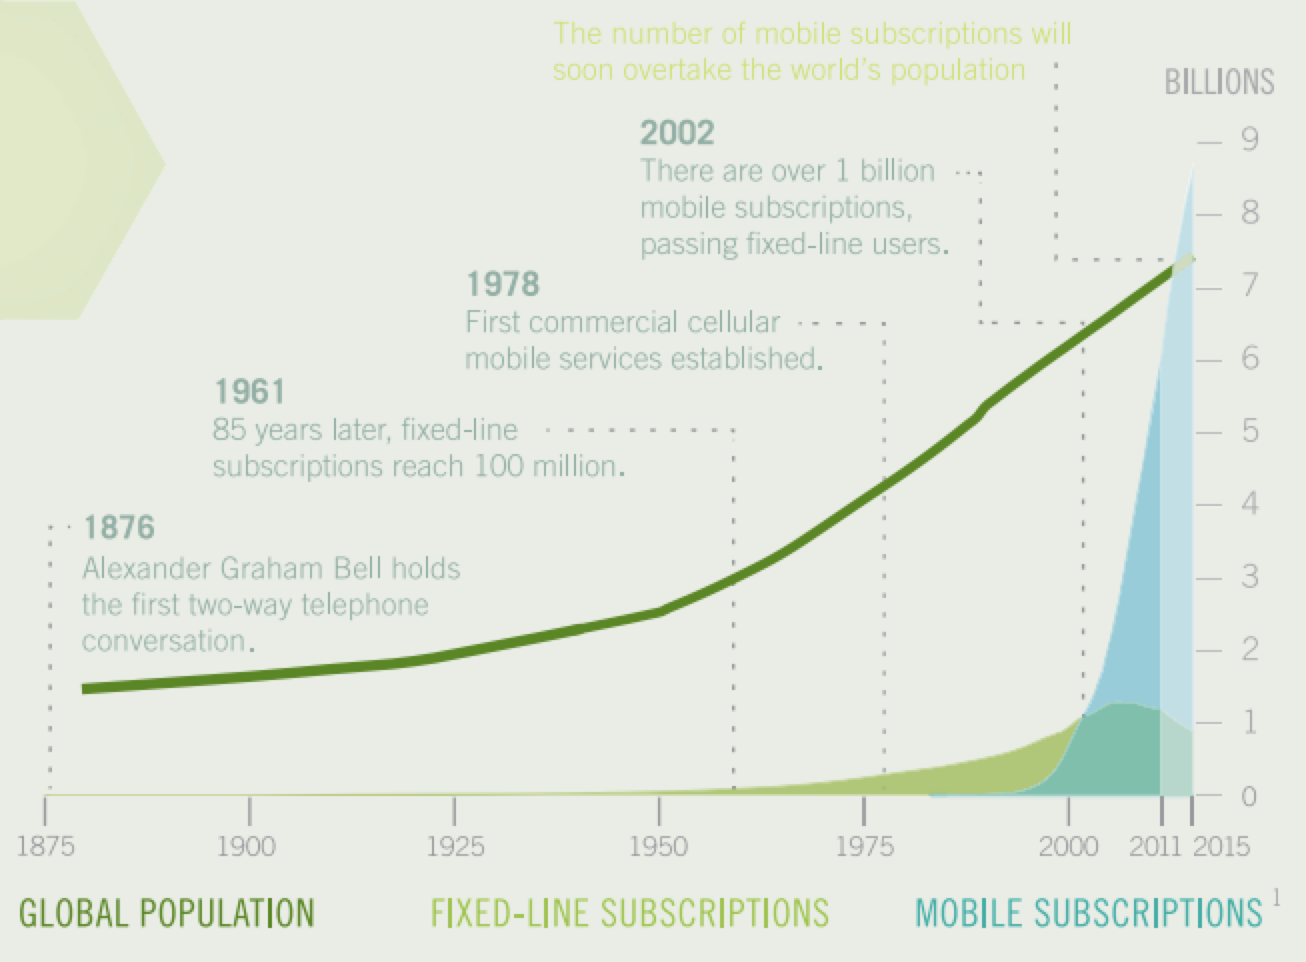 The number of mobile subscriptions will
soon overtake the world's population
BILLIONS
2002
There are over 1 billion
mobile subscriptions,
passing fixed-line users.
1978
First commercial cellular
mobile services established.
1961
85 years later, fixed-line
subscriptions reach 100 million.
1876
Alexander Graham Bell holds
the first two-way telephone
conversation.
9
8
7
6
5
4
3
2
1
0
1875 1900 1925 1950 1975 2000 2011 2015
GLOBAL POPULATION FIXED-LINE SUBSCRIPTIONS MOBILE SUBSCRIPTIONS 1